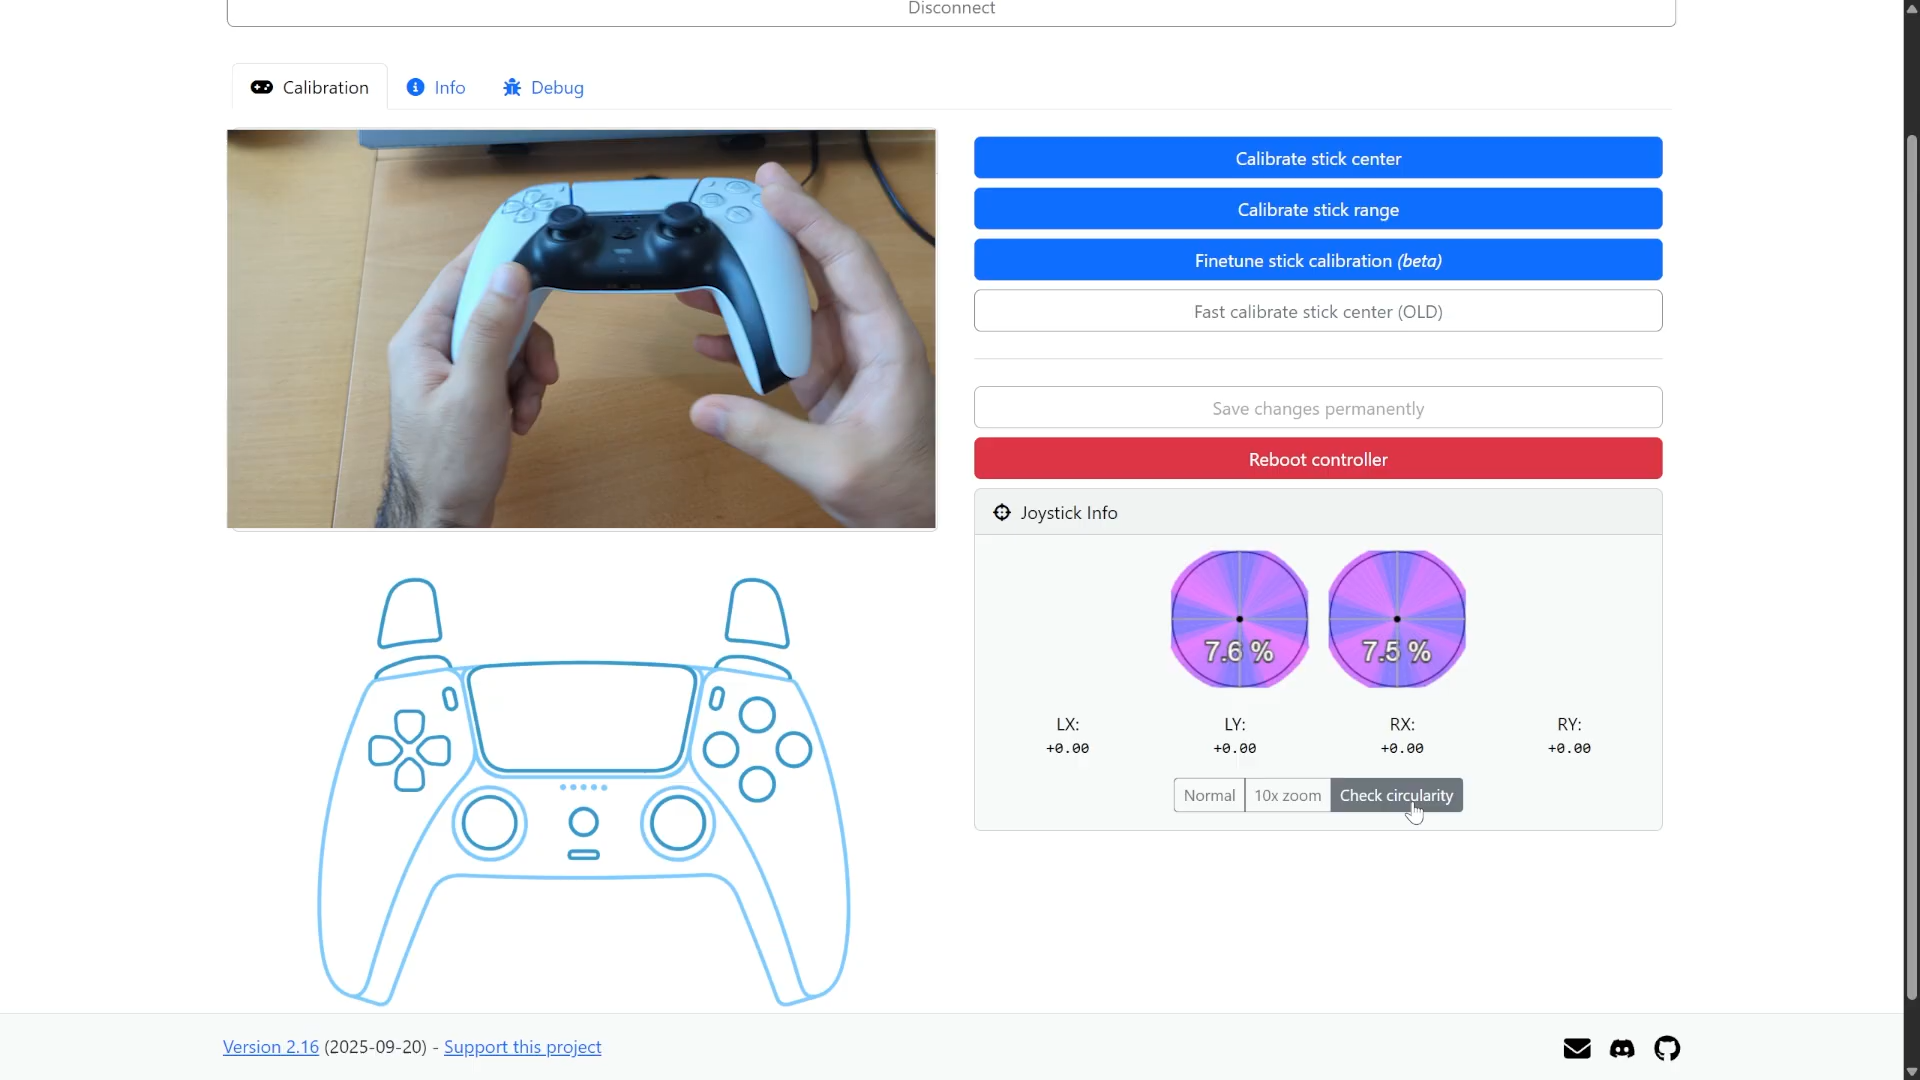 Disconnect
Calibration
Info
Debug
Calibrate stick center
Calibrate stick range
Finetune stick calibration (beta)
Fast calibrate stick center (OLD)
Save changes permanently
Reboot controller
Joystick Info
7.6 %
7.5 %
LX:
LY:
RX:
RY:
+0.00
+0.00
+0.00
+0.00
Normal
10x zoom
Check circularity
Version 2.16 (2025-09-20) - Support this project